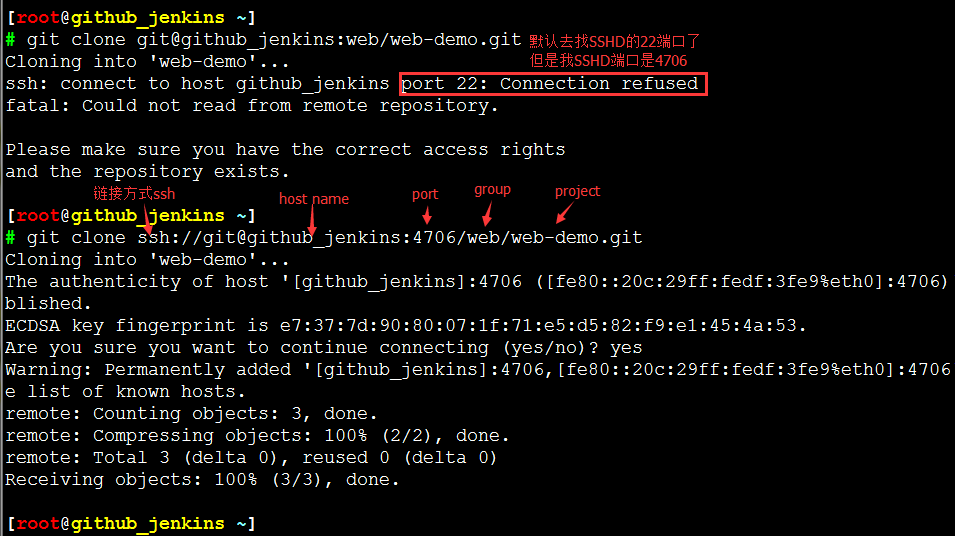 [root@github_jenkins ~]
# git clone git@github_jenkins:web/web-demo.git 默认去找SSHD的22端口了
Cloning into 'web-demo'... 但是我SSHD端口是4706
ssh: connect to host github_jenkins port 22: Connection refused
fatal: Could not read from remote repository.
Please make sure you have the correct access rights
and the repository exists.
链接方式ssh host name port group project
[root@github_jenkins ~]
# git clone ssh://git@github_jenkins:4706/web/web-demo.git
Cloning into 'web-demo'...
The authenticity of host '[github_jenkins]:4706 ([fe80::20c:29ff:fedf:3fe9%eth0]:4706)
blished.
ECDSA key fingerprint is e7:37:7d:90:80:07:1f:71:e5:d5:82:f9:e1:45:4a:53.
Are you sure you want to continue connecting (yes/no)? yes
Warning: Permanently added '[github_jenkins]:4706,[fe80::20c:29ff:fedf:3fe9%eth0]:4706
e list of known hosts.
remote: Counting objects: 3, done.
remote: Compressing objects: 100% (2/2), done.
remote: Total 3 (delta 0), reused 0 (delta 0)
Receiving objects: 100% (3/3), done.
[root@github_jenkins ~]